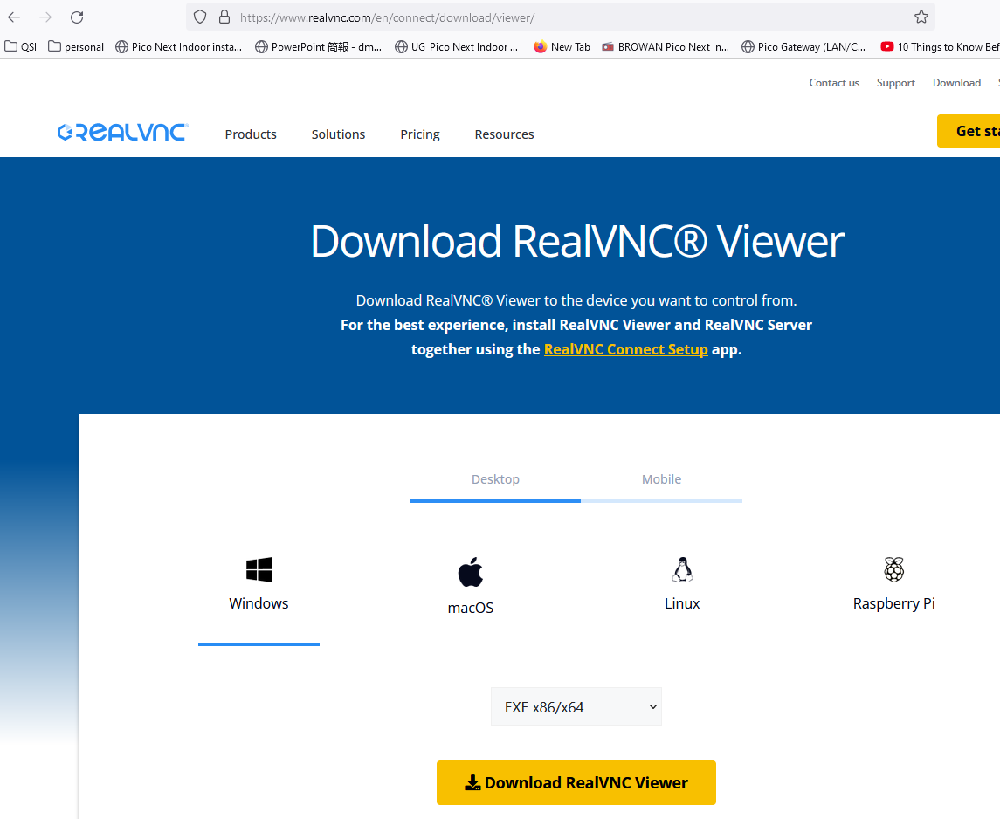 https://www.realvnc.com/en/connect/download/viewer/
QSI personal Pico Next Indoor insta... PowerPoint 簡報 - dm... UG_Pico Next Indoor ... New Tab BROWAN Pico Next In... Pico Gateway (LAN/C... 10 Things to Know Bef
Contact us Support Download
REALVNC Products Solutions Pricing Resources Get sta
Download RealVNC® Viewer
Download RealVNC® Viewer to the device you want to control from.
For the best experience, install RealVNC Viewer and RealVNC Server
together using the RealVNC Connect Setup app.
Desktop Mobile
Windows macOS Linux Raspberry Pi
EXE x86/x64
Download RealVNC Viewer